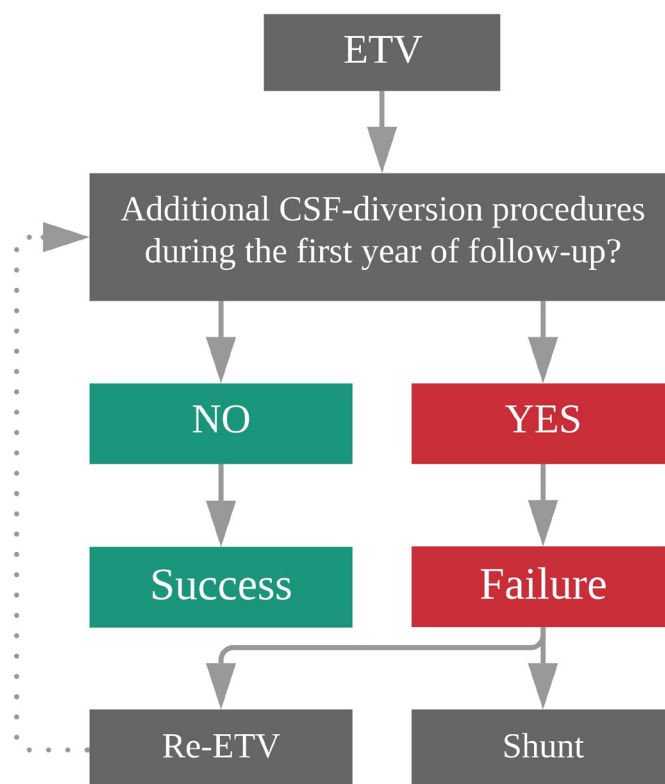 ETV
Additional CSF-diversion procedures
during the first year of follow-up?
NO
YES
Success
Failure
Re-ETV
Shunt